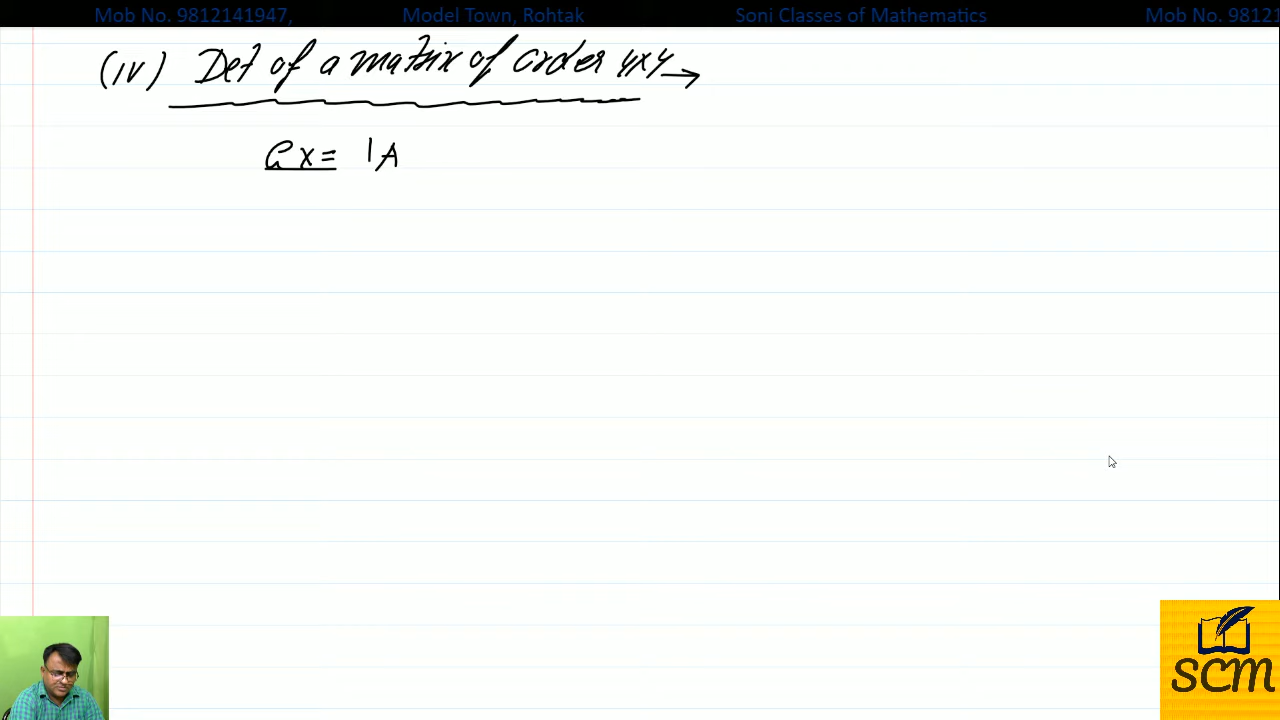 Mob No. 9812141947, Model Town, Rohtak Soni Classes of Mathematics Mob No. 98121
(iv) Det of a matrix of order 4x4 →
Ex= |A
SCM